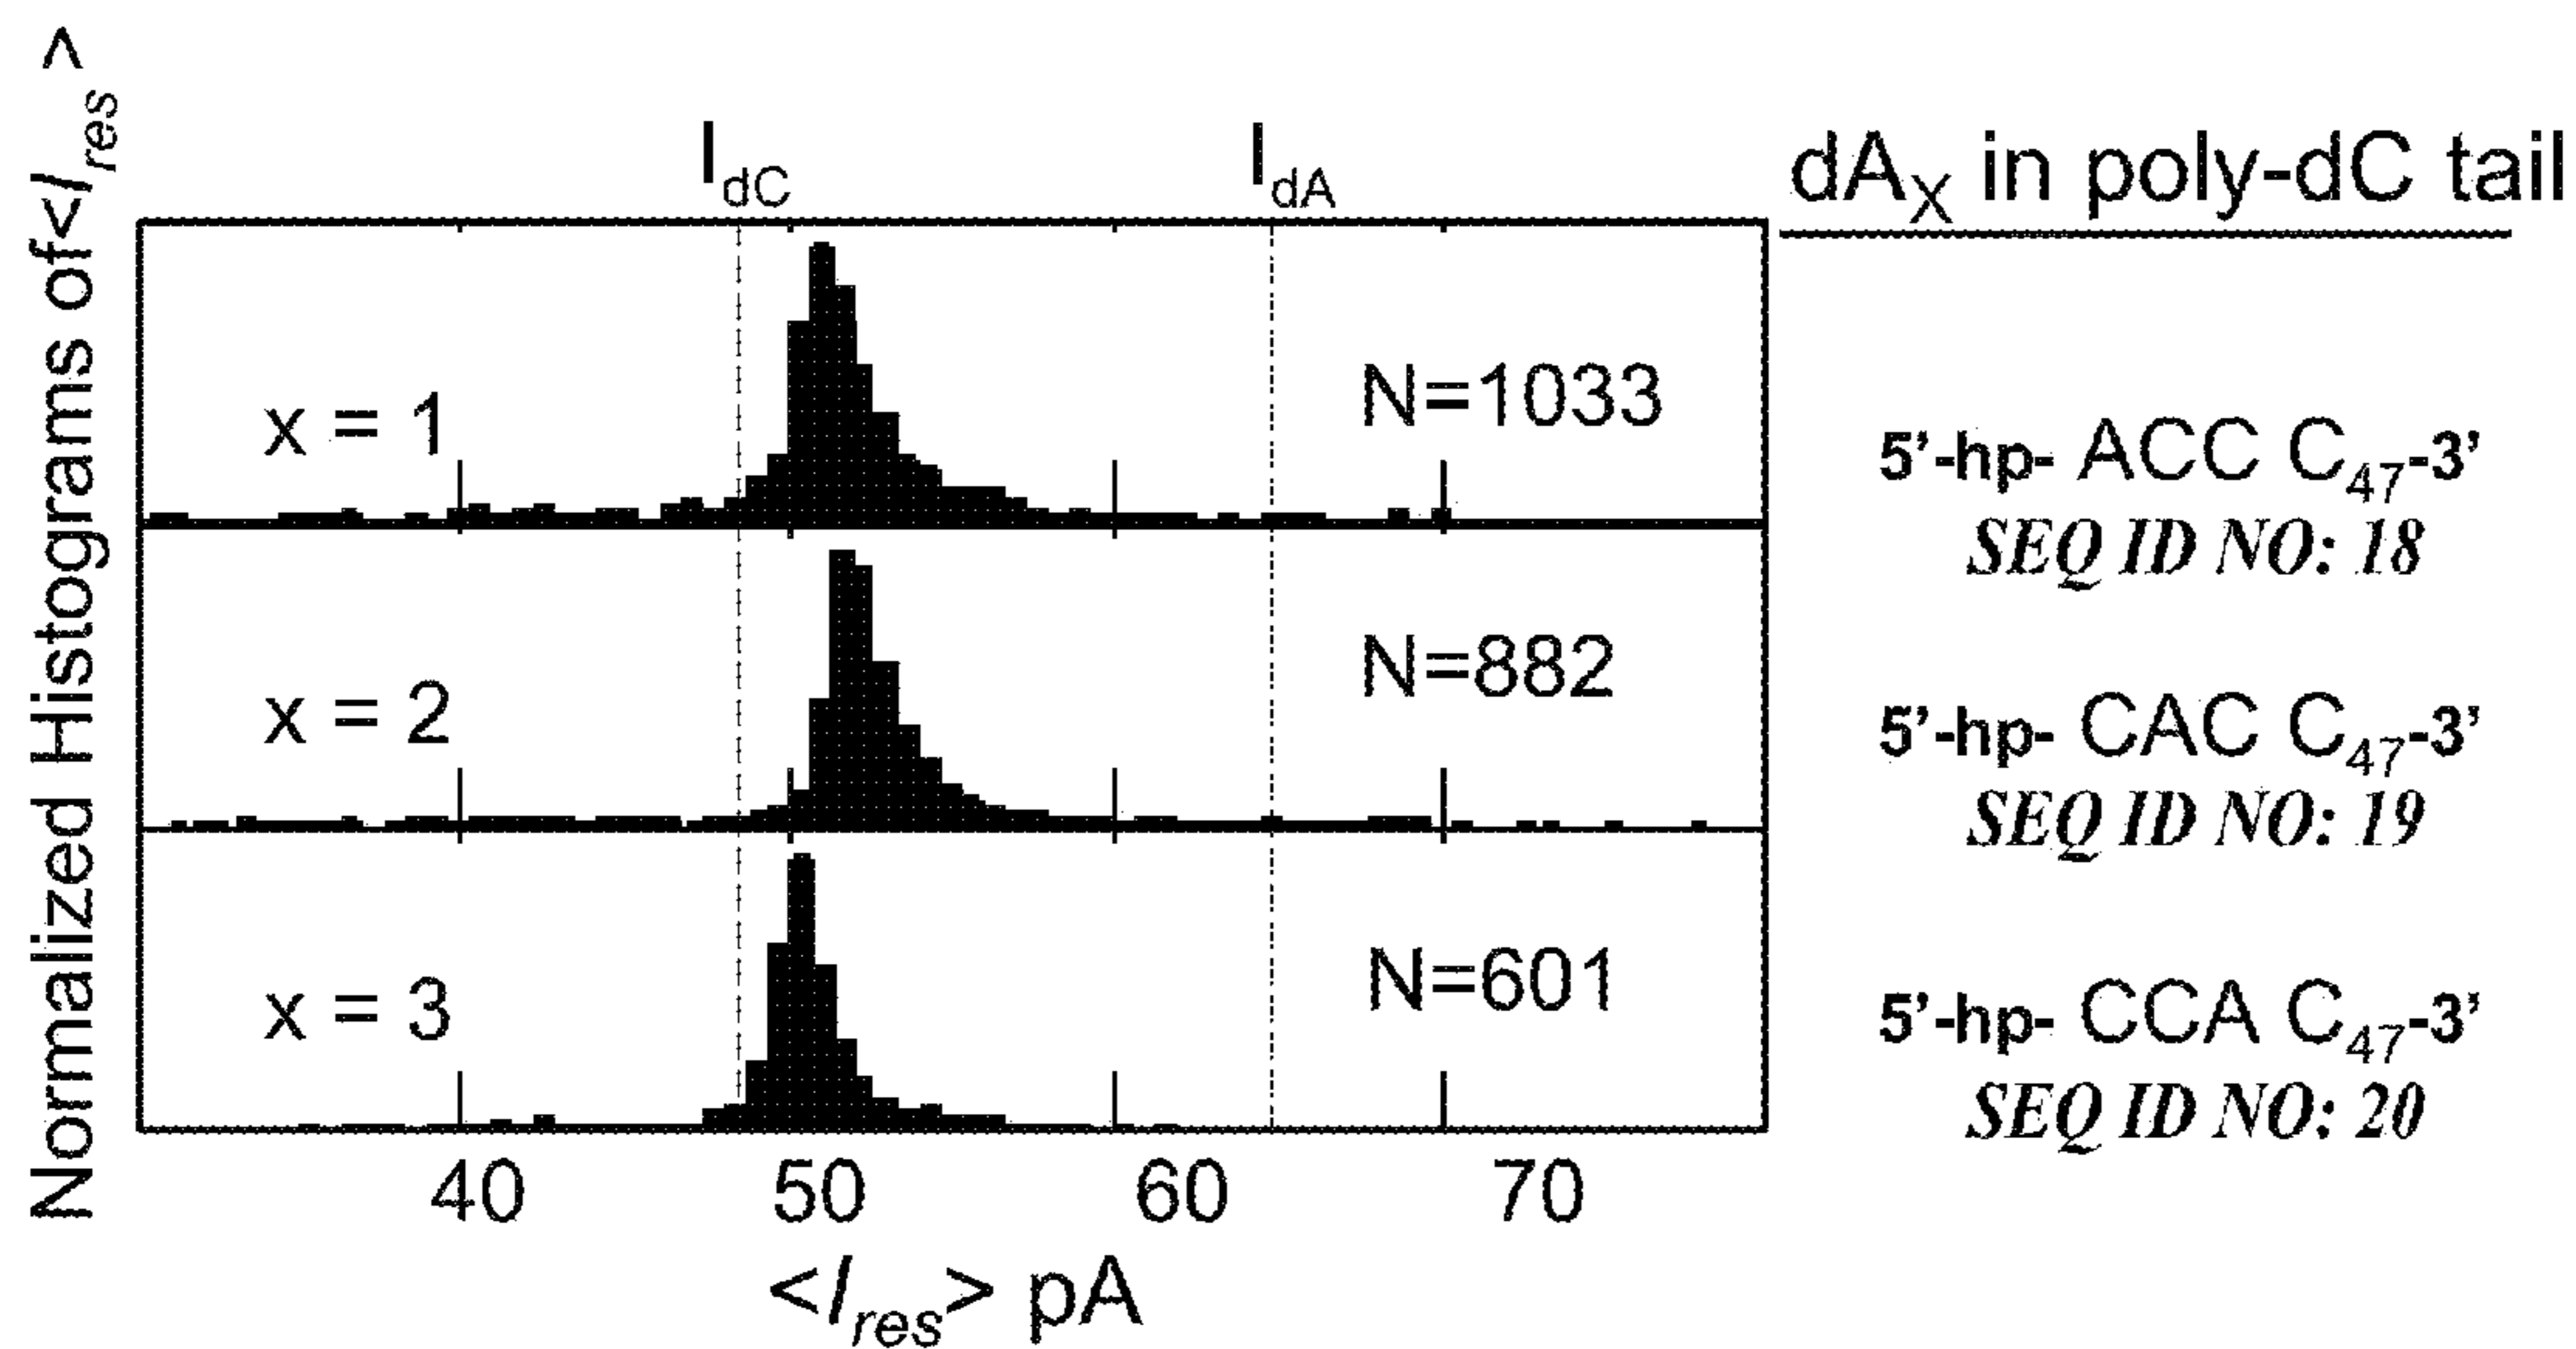 Normalized Histograms of<I_res>
I_dC
I_dA
dA_X in poly-dC tail
x = 1
N=1033
5'-hp- ACC C_47-3'
SEQ ID NO: 18
x = 2
N=882
5'-hp- CAC C_47-3'
SEQ ID NO: 19
x = 3
N=601
5'-hp- CCA C_47-3'
SEQ ID NO: 20
40 50 60 70
<I_res> pA